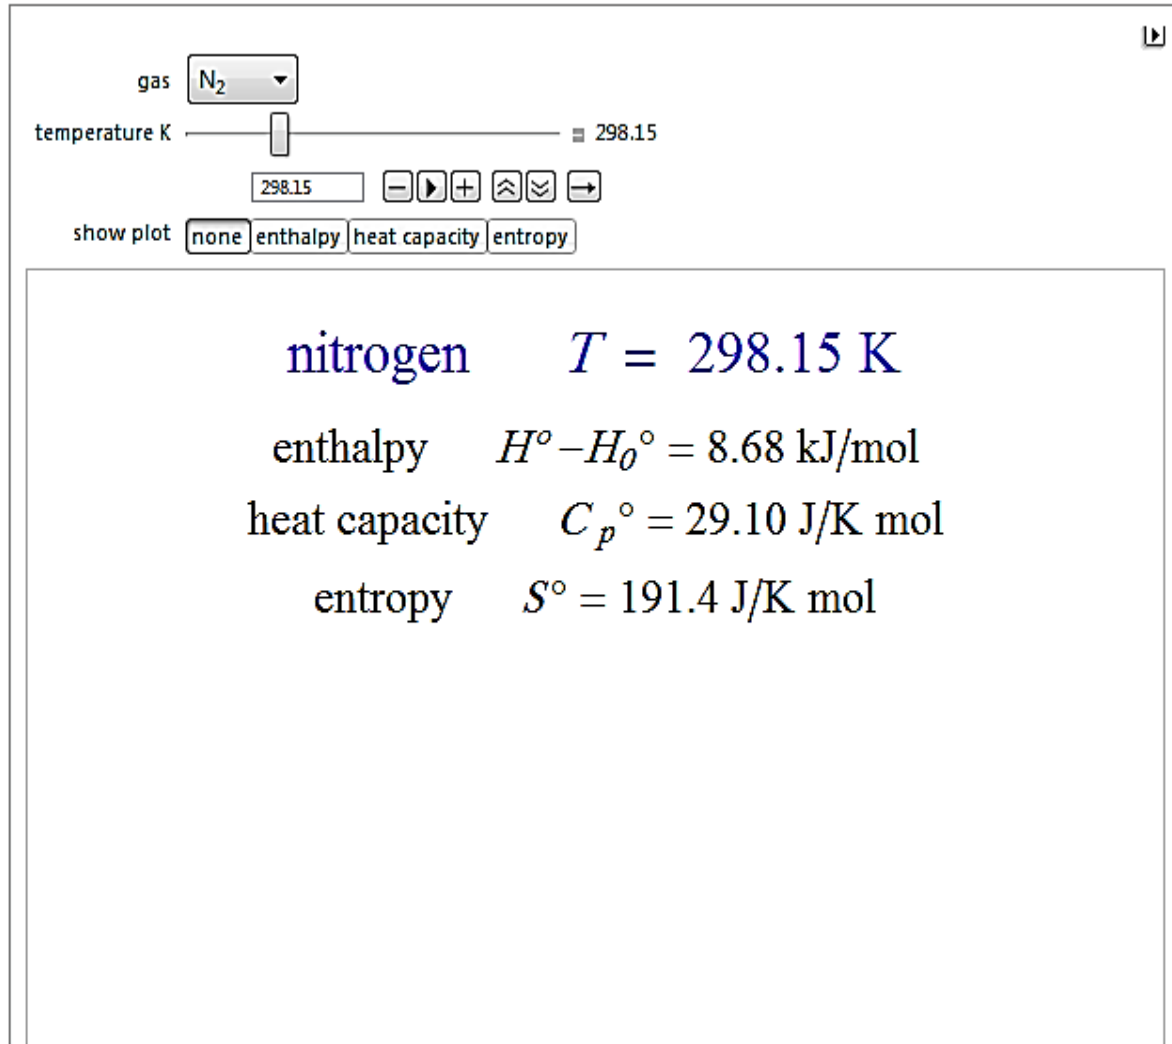 gas N₂
temperature K 298.15
298.15
show plot none enthalpy heat capacity entropy
nitrogen T = 298.15 K
enthalpy H° – H₀° = 8.68 kJ/mol
heat capacity Cₚ° = 29.10 J/K mol
entropy S° = 191.4 J/K mol